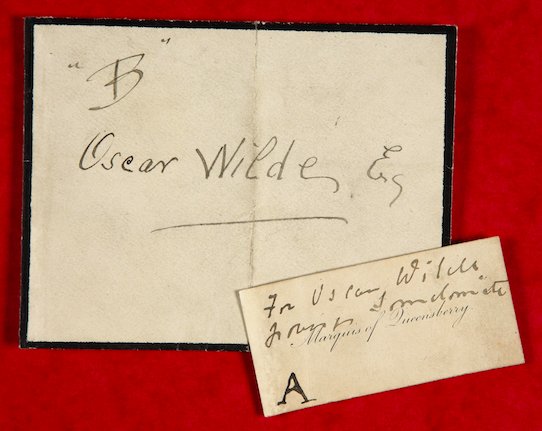 "B"
Oscar Wilde, Esq
For Oscar Wilde
Somdomite
Marquis of Queensberry.
A